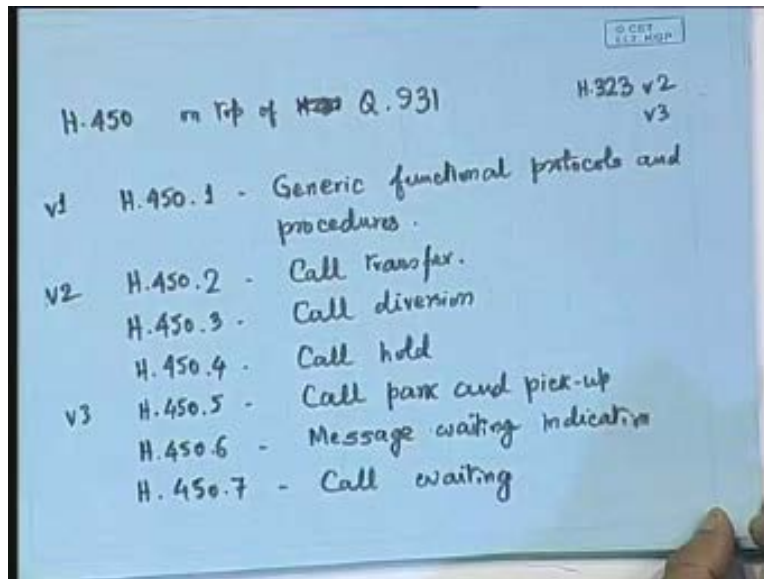 © CET
I.I.T. KGP
H.450 on top of Q.931
H.323 v2
v3
v1 H.450.1 - Generic functional protocols and
procedures.
v2 H.450.2 - Call Transfer.
H.450.3 - Call diversion
H.450.4 - Call hold
v3 H.450.5 - Call park and pick-up
H.450.6 - Message waiting indication
H.450.7 - Call waiting